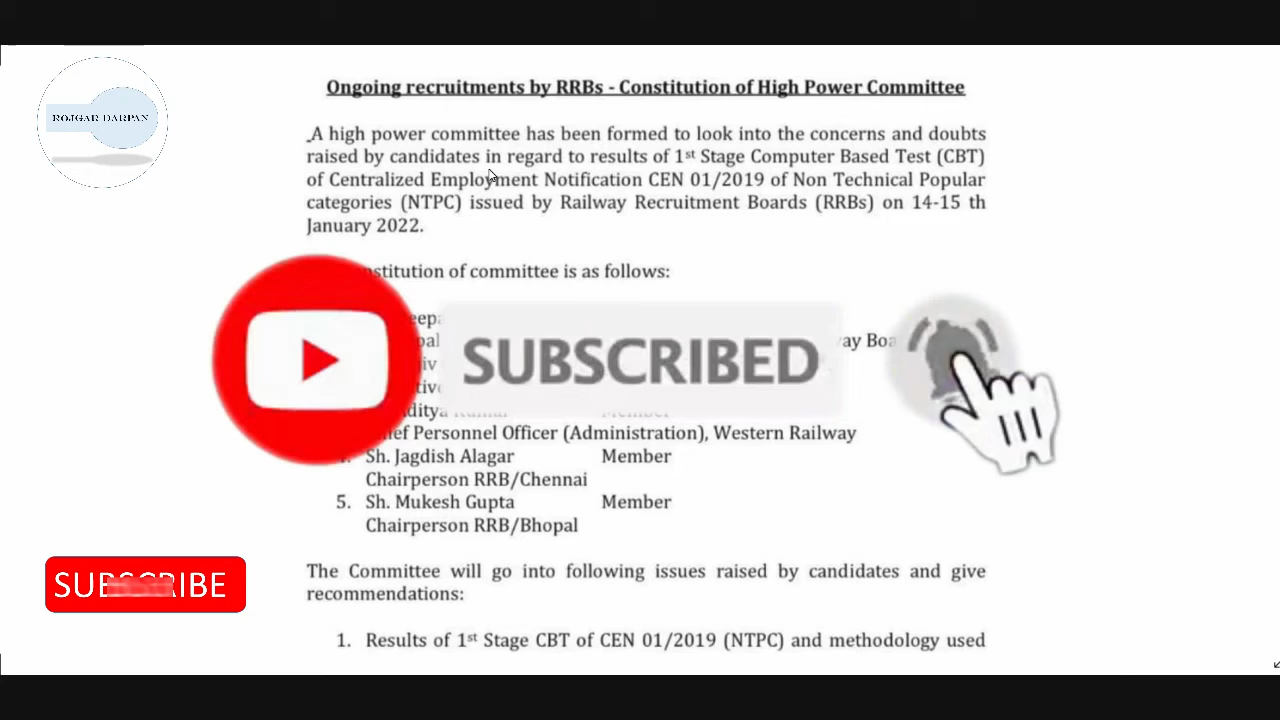 ROJGAR DARPAN
Ongoing recruitments by RRBs - Constitution of High Power Committee
A high power committee has been formed to look into the concerns and doubts
raised by candidates in regard to results of 1st Stage Computer Based Test (CBT)
of Centralized Employment Notification CEN 01/2019 of Non Technical Popular
categories (NTPC) issued by Railway Recruitment Boards (RRBs) on 14-15 th
January 2022.
of committee is as follows:
SUBSCRIBED
Personnel Officer (Administration), Western Railway
Sh. Jagdish Alagar Member
Chairperson RRB/Chennai
5. Sh. Mukesh Gupta Member
Chairperson RRB/Bhopal
SUBSCRIBE
The Committee will go into following issues raised by candidates and give
recommendations:
1. Results of 1st Stage CBT of CEN 01/2019 (NTPC) and methodology used